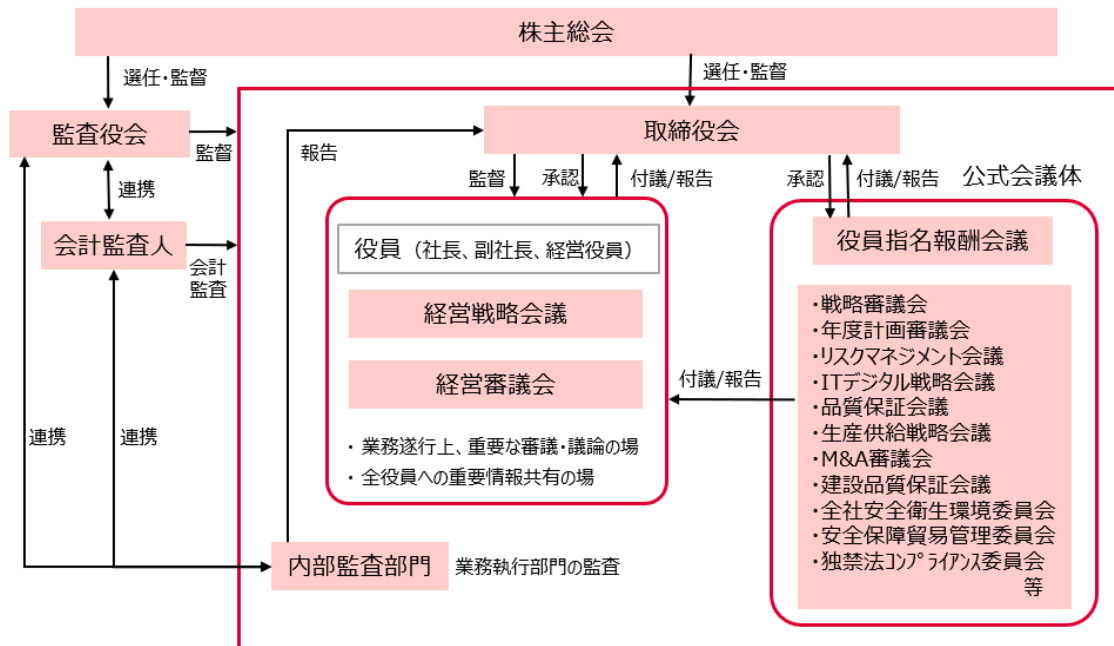 株主総会
選任・監督
選任・監督
監査役会
監督
取締役会
報告
監督
承認
付議/報告
承認
付議/報告
公式会議体
連携
会計監査人
会計
監査
役員（社長、副社長、経営役員）
役員指名報酬会議
経営戦略会議
経営審議会
・業務遂行上、重要な審議・議論の場
・全役員への重要情報共有の場
付議/報告
・戦略審議会
・年度計画審議会
・リスクマネジメント会議
・ITデジタル戦略会議
・品質保証会議
・生産供給戦略会議
・M&A審議会
・建設品質保証会議
・全社安全衛生環境委員会
・安全保障貿易管理委員会
・独禁法コンプライアンス委員会
等
連携
連携
内部監査部門
業務執行部門の監査